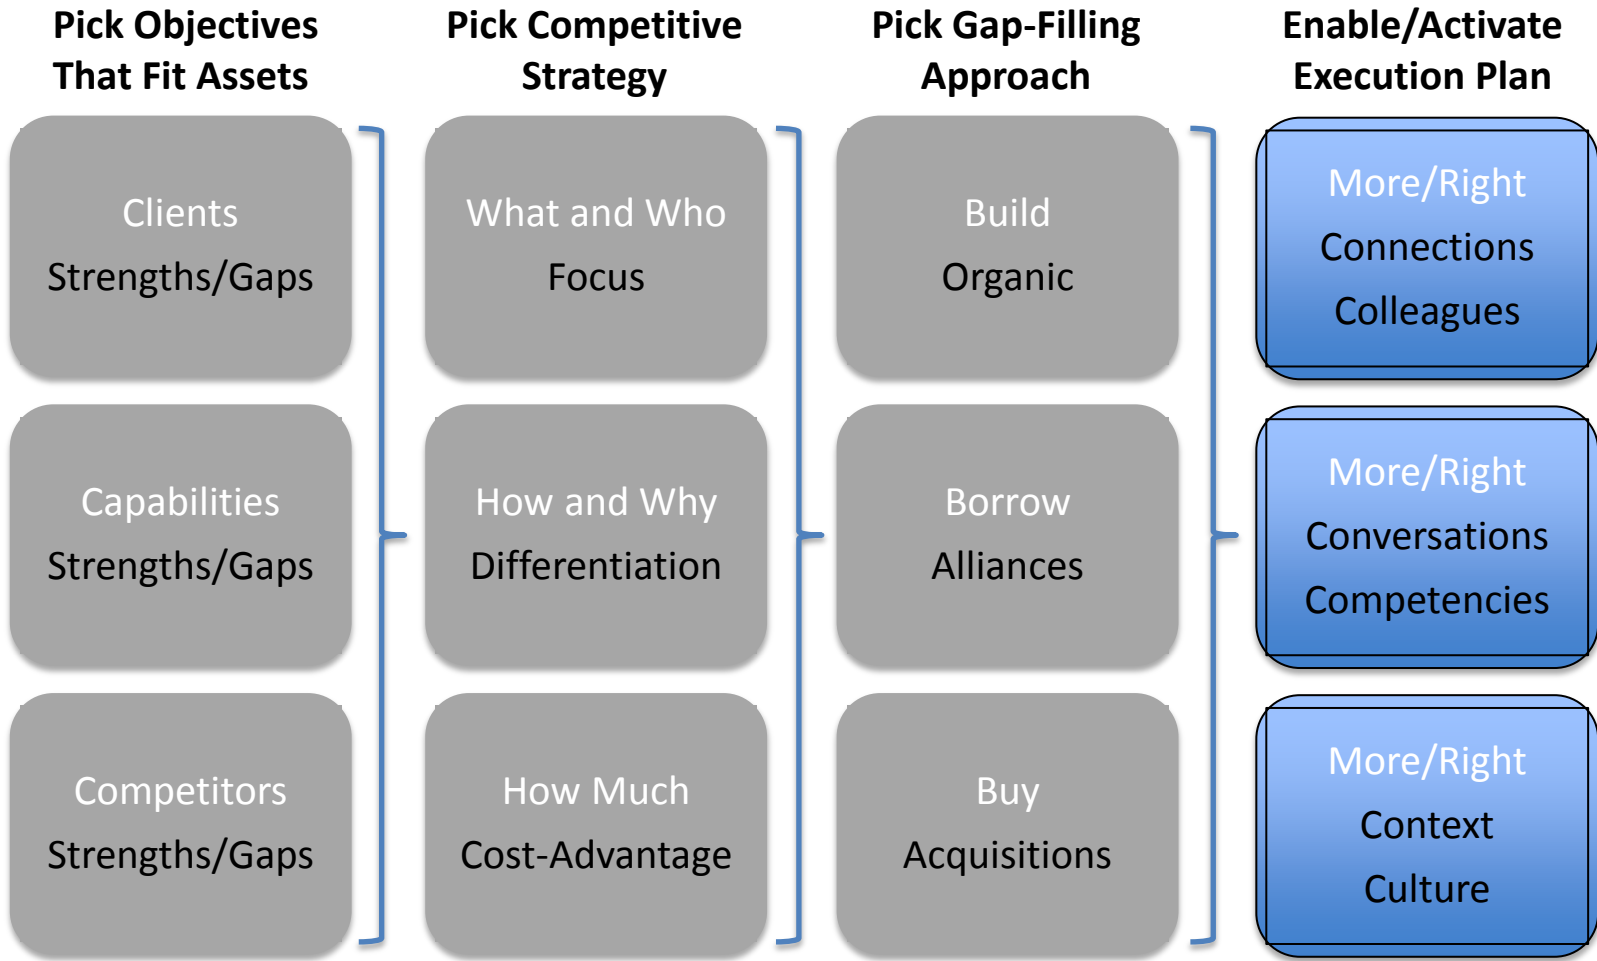 Pick Objectives
That Fit Assets
Clients
Strengths/Gaps
Capabilities
Strengths/Gaps
Competitors
Strengths/Gaps
Pick Competitive
Strategy
What and Who
Focus
How and Why
Differentiation
How Much
Cost-Advantage
Pick Gap-Filling
Approach
Build
Organic
Borrow
Alliances
Buy
Acquisitions
Enable/Activate
Execution Plan
More/Right
Connections
Colleagues
More/Right
Conversations
Competencies
More/Right
Context
Culture